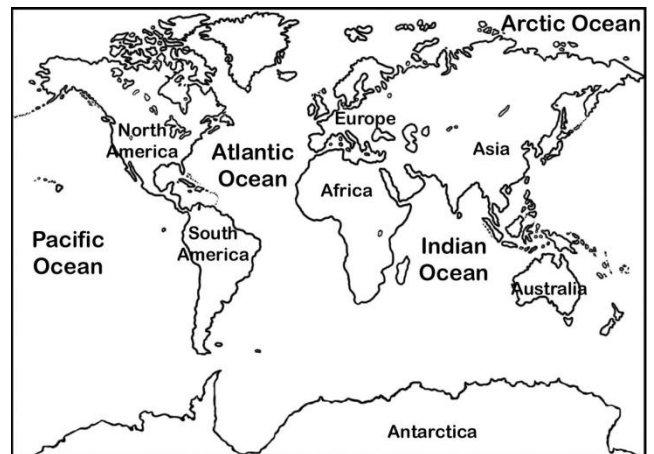 Arctic Ocean
North
America
Europe
Asia
Atlantic
Ocean
Africa
Pacific
Ocean
South
America
Indian
Ocean
Australia
Antarctica